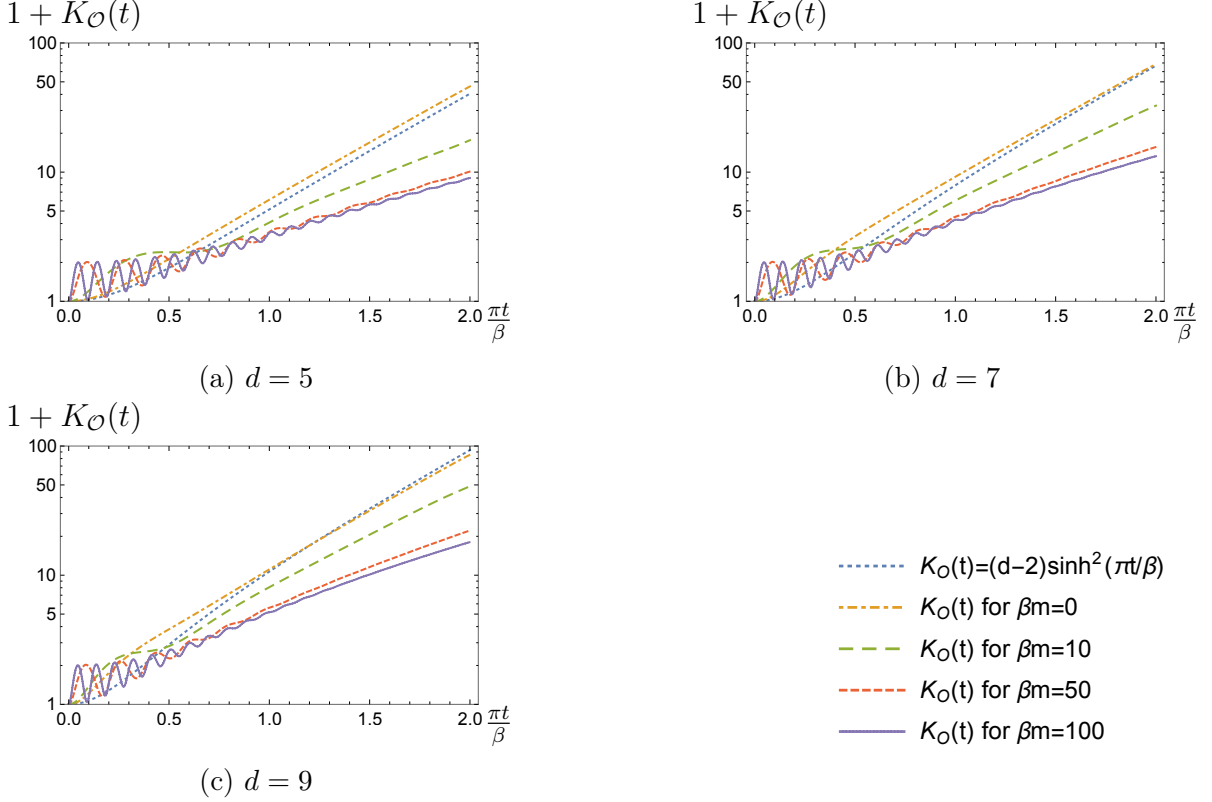 1 + K_O(t)
100
50
10
5
1
0.0 0.5 1.0 1.5 2.0 πt/β
(a) d = 5
1 + K_O(t)
100
50
10
5
1
0.0 0.5 1.0 1.5 2.0 πt/β
(b) d = 7
1 + K_O(t)
100
50
10
5
1
0.0 0.5 1.0 1.5 2.0 πt/β
(c) d = 9
K_O(t)=(d-2)sinh²(πt/β)
K_O(t) for βm=0
K_O(t) for βm=10
K_O(t) for βm=50
K_O(t) for βm=100